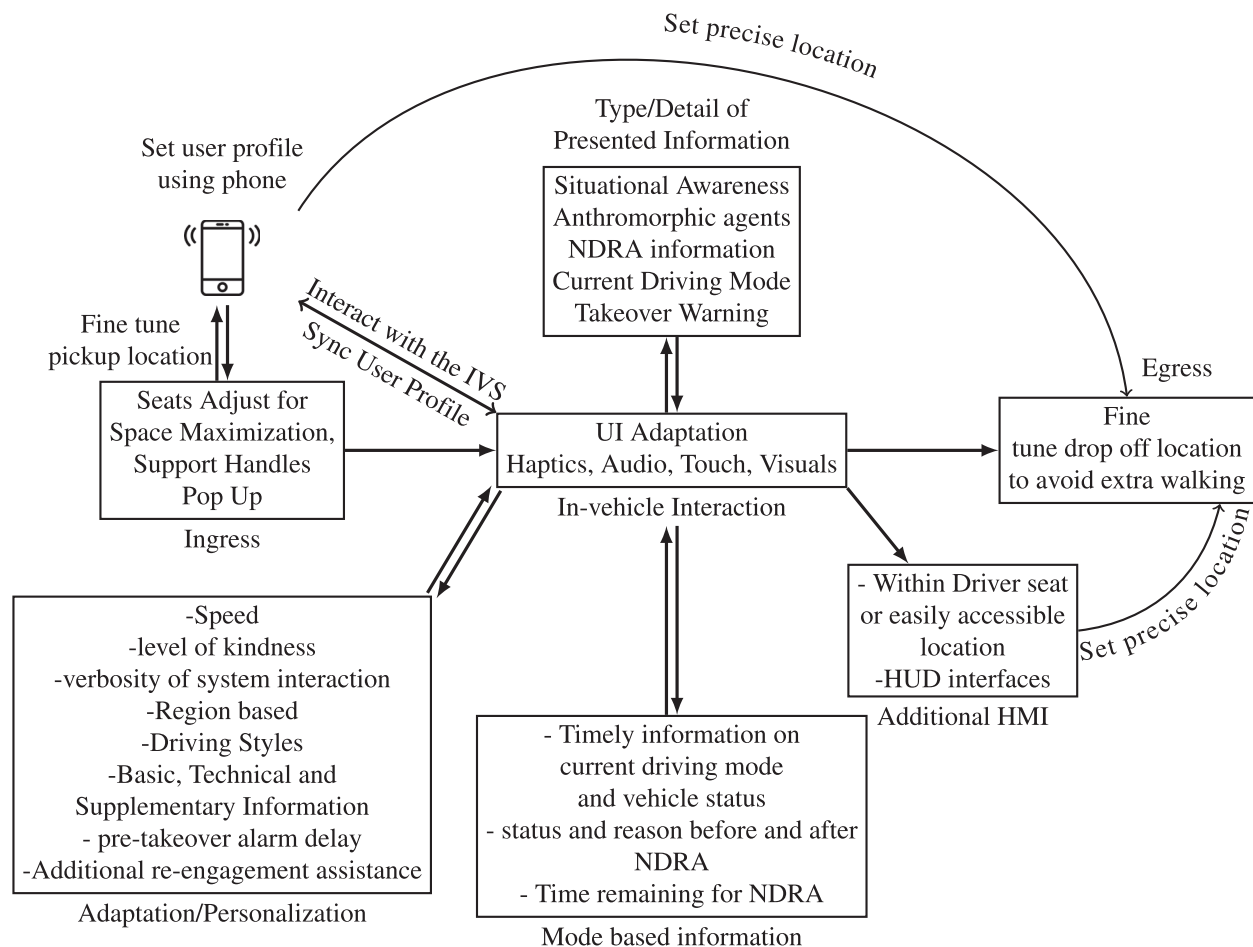 Set precise location
Type/Detail of
Presented Information
Set user profile
using phone
Situational Awareness
Anthromorphic agents
NDRA information
Current Driving Mode
Takeover Warning
Interact with the IVS
Sync User Profile
Fine tune
pickup location
Egress
Seats Adjust for
Space Maximization,
Support Handles
Pop Up
Ingress
UI Adaptation
Haptics, Audio, Touch, Visuals
In-vehicle Interaction
Fine
tune drop off location
to avoid extra walking
- Within Driver seat
or easily accessible
location
-HUD interfaces
Additional HMI
Set precise location
-Speed
-level of kindness
-verbosity of system interaction
-Region based
-Driving Styles
-Basic, Technical and
Supplementary Information
- pre-takeover alarm delay
-Additional re-engagement assistance
Adaptation/Personalization
- Timely information on
current driving mode
and vehicle status
- status and reason before and after
NDRA
- Time remaining for NDRA
Mode based information